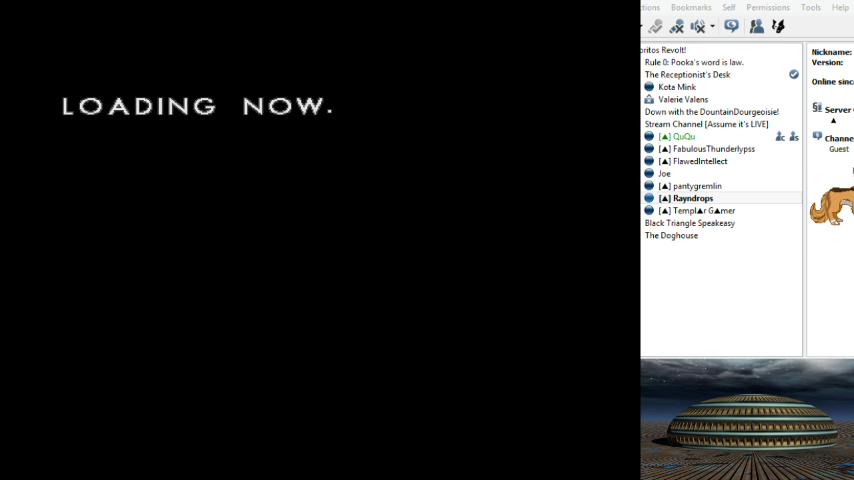 LOADING NOW.
ctions Bookmarks Self Permissions Tools Help
oritos Revolt!
Rule 0: Pooka's word is law.
The Receptionist's Desk
Kota Mink
Valerie Valens
Down with the DountainDourgeoisie!
Stream Channel [Assume it's LIVE]
[▲] QuQu
[▲] FabulousThunderlypss
[▲] FlawedIntellect
Joe
[▲] pantygremlin
[▲] Rayndrops
[▲] Templ▲r G▲mer
Black Triangle Speakeasy
The Doghouse
Nickname:
Version:
Online sinc
Server
▲
Channe
Guest